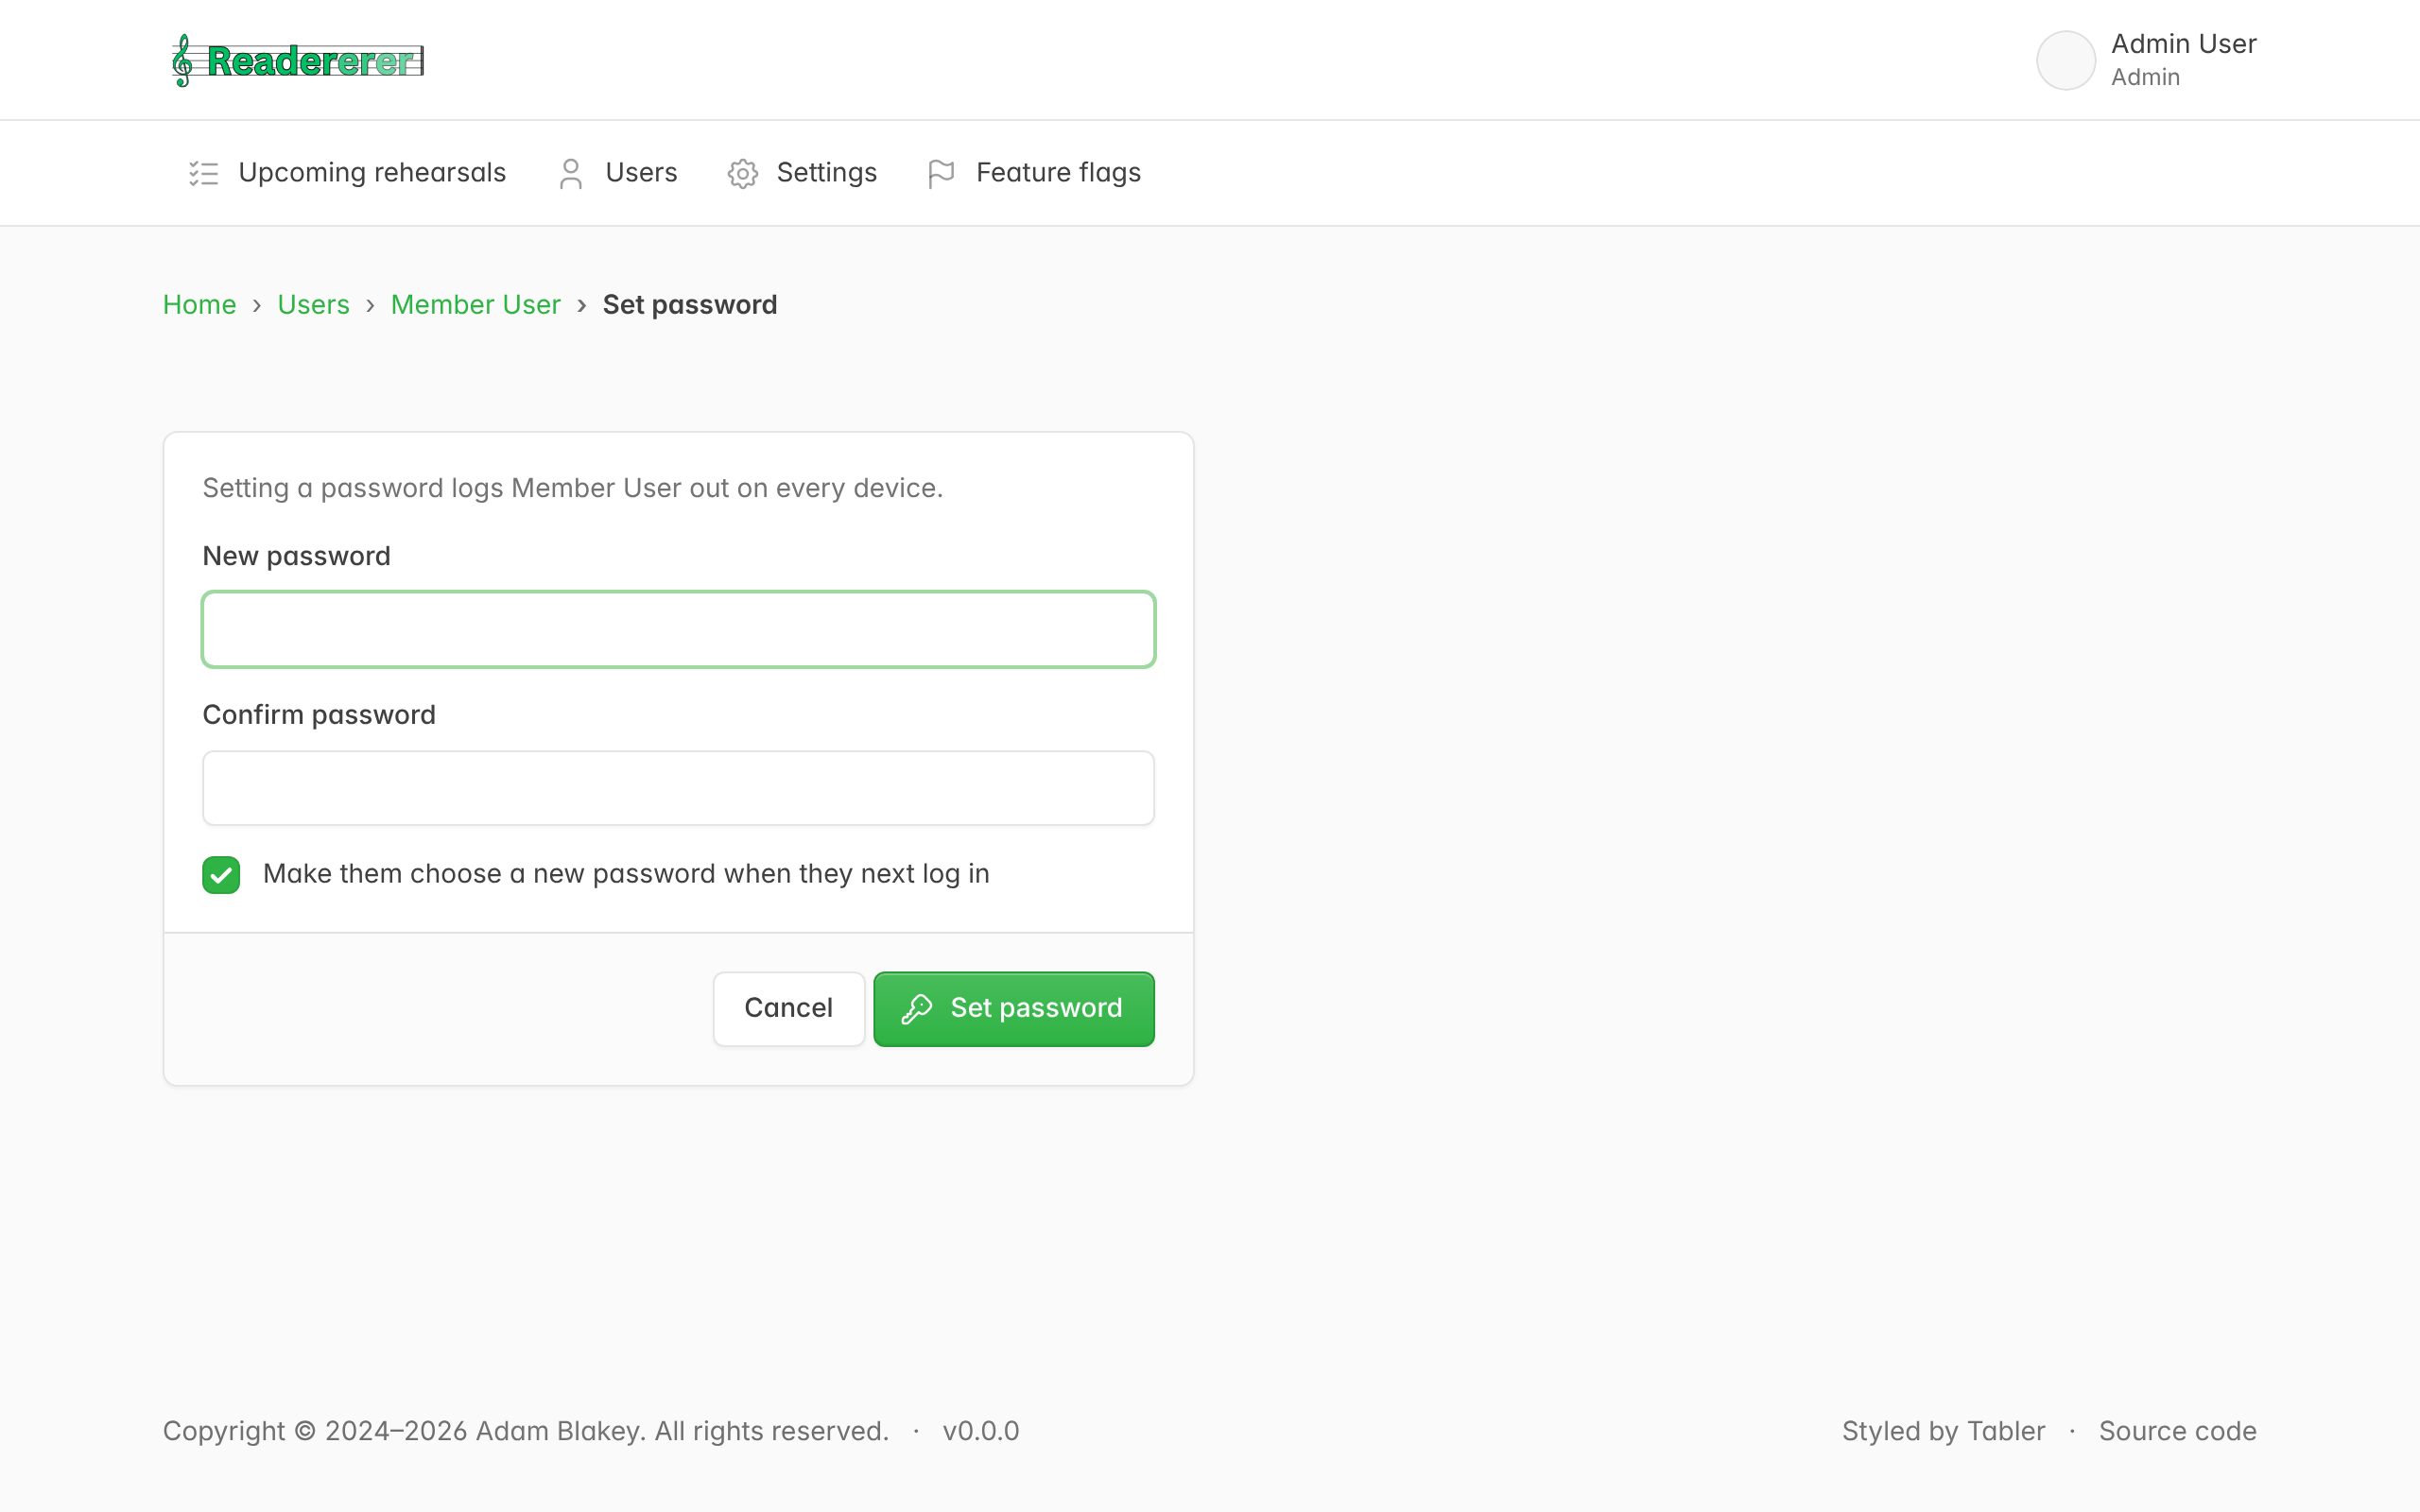 Readererer
Admin User
Admin
Upcoming rehearsals
Users
Settings
Feature flags
Home › Users › Member User › Set password
Setting a password logs Member User out on every device.
New password
Confirm password
Make them choose a new password when they next log in
Cancel
Set password
Copyright © 2024–2026 Adam Blakey. All rights reserved. · v0.0.0
Styled by Tabler · Source code